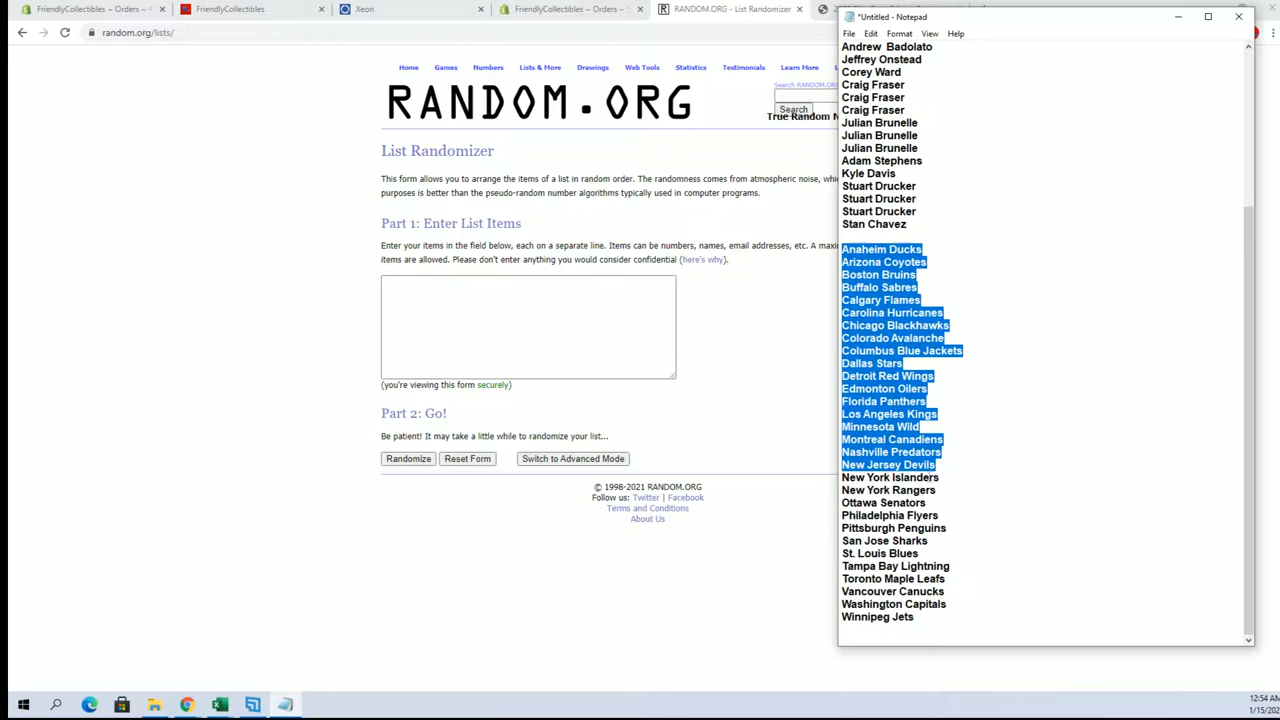 FriendlyCollectibles ~ Orders ~
FriendlyCollectibles
Xeon
FriendlyCollectibles ~ Orders ~ S
RANDOM.ORG - List Randomizer
random.org/lists/
Home Games Numbers Lists & More Drawings Web Tools Statistics Testimonials Learn More
RANDOM.ORG
Search RANDOM.OR
Search
True Random N
List Randomizer
This form allows you to arrange the items of a list in random order. The randomness comes from atmospheric noise,
purposes is better than the pseudo-random number algorithms typically used in computer programs.
Part 1: Enter List Items
Enter your items in the field below, each on a separate line. Items can be numbers, names, email addresses, etc. A
items are allowed. Please don't enter anything you would consider confidential (here's why).
(you're viewing this form securely)
Part 2: Go!
Be patient! It may take a little while to randomize your list...
Randomize Reset Form Switch to Advanced Mode
© 1998-2021 RANDOM.ORG
Follow us: Twitter | Facebook
Terms and Conditions
About Us
*Untitled - Notepad
File Edit Format View Help
Andrew Badolato
Jeffrey Onstead
Corey Ward
Craig Fraser
Craig Fraser
Craig Fraser
Julian Brunelle
Julian Brunelle
Julian Brunelle
Adam Stephens
Kyle Davis
Stuart Drucker
Stuart Drucker
Stuart Drucker
Stan Chavez
Anaheim Ducks
Arizona Coyotes
Boston Bruins
Buffalo Sabres
Calgary Flames
Carolina Hurricanes
Chicago Blackhawks
Colorado Avalanche
Columbus Blue Jackets
Dallas Stars
Detroit Red Wings
Edmonton Oilers
Florida Panthers
Los Angeles Kings
Minnesota Wild
Montreal Canadiens
Nashville Predators
New Jersey Devils
New York Islanders
New York Rangers
Ottawa Senators
Philadelphia Flyers
Pittsburgh Penguins
San Jose Sharks
St. Louis Blues
Tampa Bay Lightning
Toronto Maple Leafs
Vancouver Canucks
Washington Capitals
Winnipeg Jets
12:54 AM
1/15/202